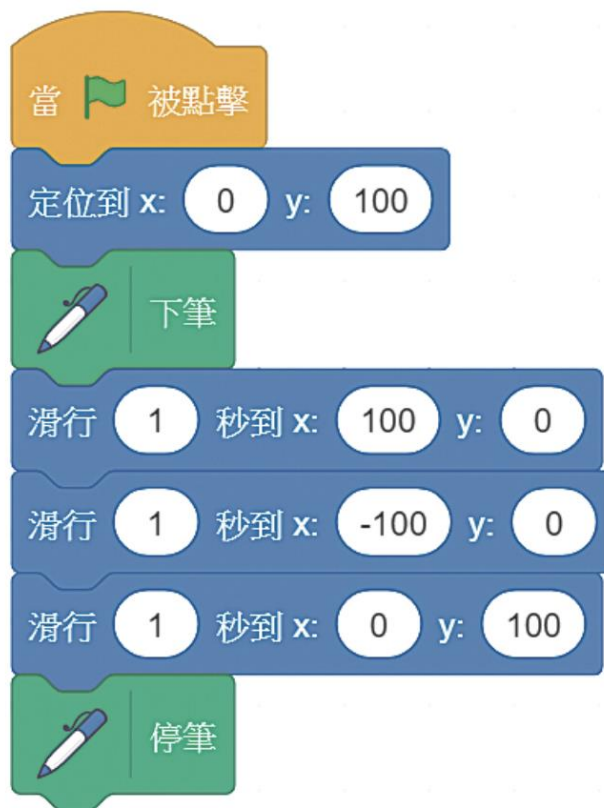 當 被點擊
定位到 x: 0 y: 100
下筆
滑行 1 秒到 x: 100 y: 0
滑行 1 秒到 x: -100 y: 0
滑行 1 秒到 x: 0 y: 100
停筆